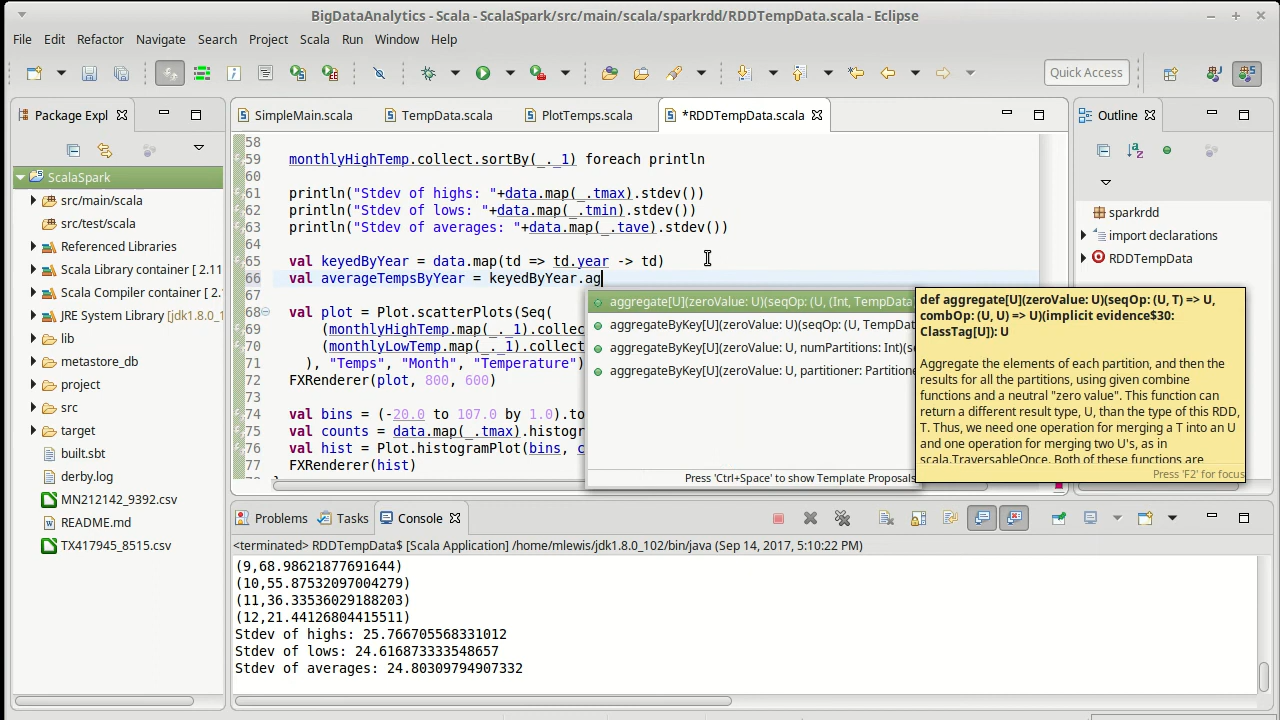 BigDataAnalytics - Scala - ScalaSpark/src/main/scala/sparkrdd/RDDTempData.scala - Eclipse
File Edit Refactor Navigate Search Project Scala Run Window Help
Quick Access
Package Expl
SimpleMain.scala TempData.scala PlotTemps.scala *RDDTempData.scala
Outline
ScalaSpark
src/main/scala
src/test/scala
Referenced Libraries
Scala Library container [ 2.11
Scala Compiler container [ 2.
JRE System Library [jdk1.8.0_1
lib
metastore_db
project
src
target
built.sbt
derby.log
MN212142_9392.csv
README.md
TX417945_8515.csv
58
59 monthlyHighTemp.collect.sortBy(_._1) foreach println
60
61 println("Stdev of highs: "+data.map(_.tmax).stdev())
62 println("Stdev of lows: "+data.map(_.tmin).stdev())
63 println("Stdev of averages: "+data.map(_.tave).stdev())
64
65 val keyedByYear = data.map(td => td.year -> td)
66 val averageTempsByYear = keyedByYear.ag
67
68 val plot = Plot.scatterPlots(Seq(
69 (monthlyHighTemp.map(_._1).collec
70 (monthlyLowTemp.map(_._1).collect
71 ), "Temps", "Month", "Temperature")
72 FXRenderer(plot, 800, 600)
73
74 val bins = (-20.0 to 107.0 by 1.0).to
75 val counts = data.map(_.tmax).histogr
76 val hist = Plot.histogramPlot(bins, c
77 FXRenderer(hist)
aggregate[U](zeroValue: U)(seqOp: (U, (Int, TempData
aggregateByKey[U](zeroValue: U)(seqOp: (U, TempDat
aggregateByKey[U](zeroValue: U, numPartitions: Int)(se
aggregateByKey[U](zeroValue: U, partitioner: Partitione
Press 'Ctrl+Space' to show Template Proposals
def aggregate[U](zeroValue: U)(seqOp: (U, T) => U,
combOp: (U, U) => U)(implicit evidence$30:
ClassTag[U]): U
Aggregate the elements of each partition, and then the
results for all the partitions, using given combine
functions and a neutral "zero value". This function can
return a different result type, U, than the type of this RDD,
T. Thus, we need one operation for merging a T into an U
and one operation for merging two U's, as in
scala.TraversableOnce. Both of these functions are
Press 'F2' for focus
sparkrdd
import declarations
RDDTempData
Problems Tasks Console
<terminated> RDDTempData$ [Scala Application] /home/mlewis/jdk1.8.0_102/bin/java (Sep 14, 2017, 5:10:22 PM)
(9,68.98621877691644)
(10,55.87532097004279)
(11,36.33536029188203)
(12,21.44126804415511)
Stdev of highs: 25.766705568331012
Stdev of lows: 24.616873333548657
Stdev of averages: 24.80309794907332